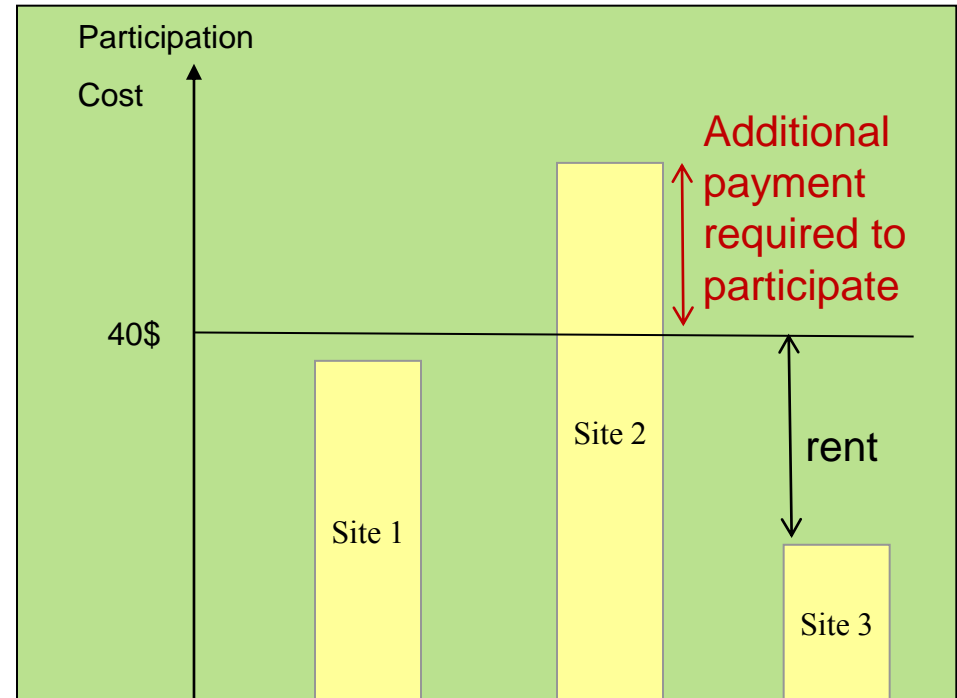 Participation
Cost
Additional
payment
required to
participate
40$
Site 2
rent
Site 1
Site 3